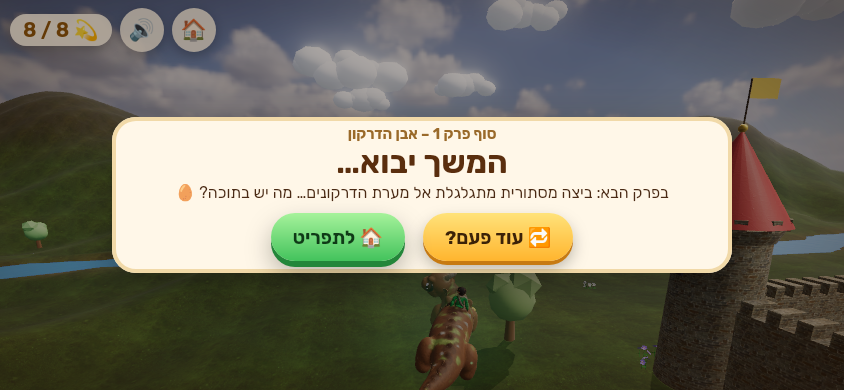 8 / 8
סוף פרק 1 – אבן הדרקון
המשך יבוא...
בפרק הבא: ביצה מסתורית מתגלגלת אל מערת הדרקונים... מה יש בתוכה?
עוד פעם?
לתפריט